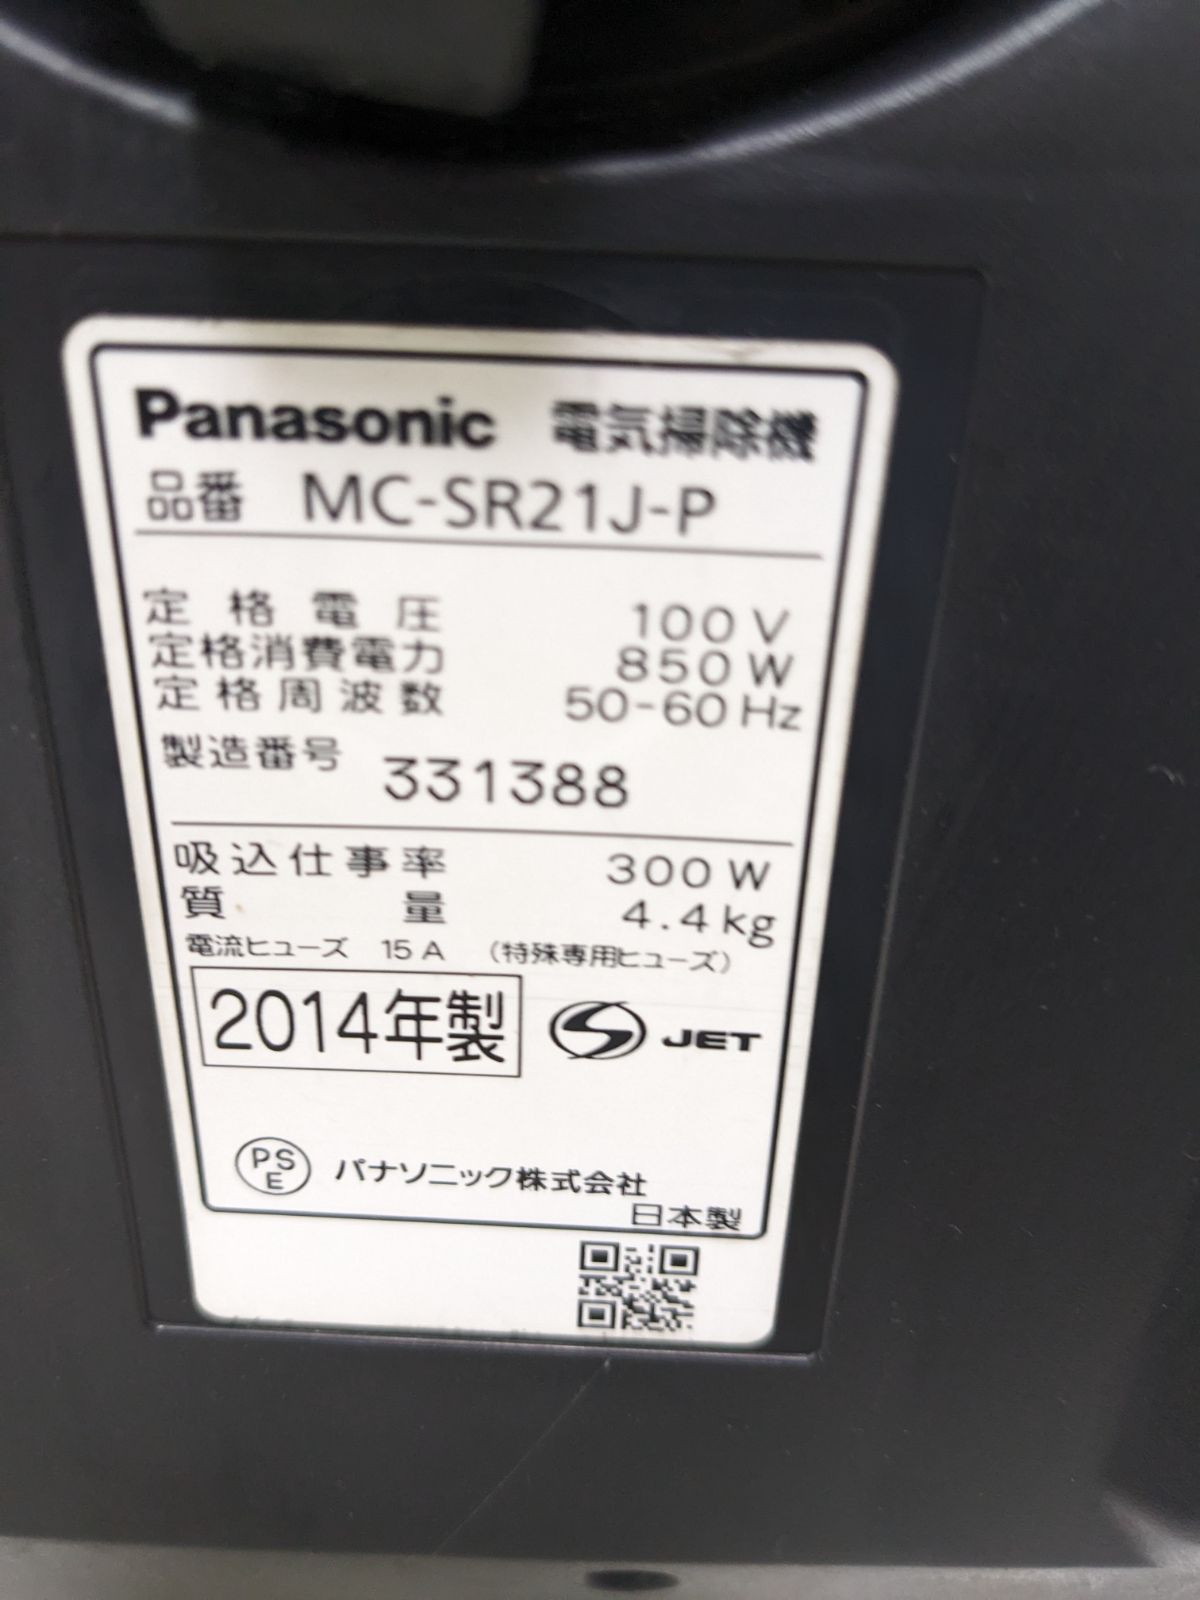 Panasonic 電気掃除機
品番 MC-SR21J-P
定格電圧 100V
定格消費電力 850W
定格周波数 50-60Hz
製造番号 331388
吸込仕事率 300W
質量 4.4kg
電流ヒューズ 15A (特殊専用ヒューズ)
2014年製 S JET
PSE パナソニック株式会社
日本製